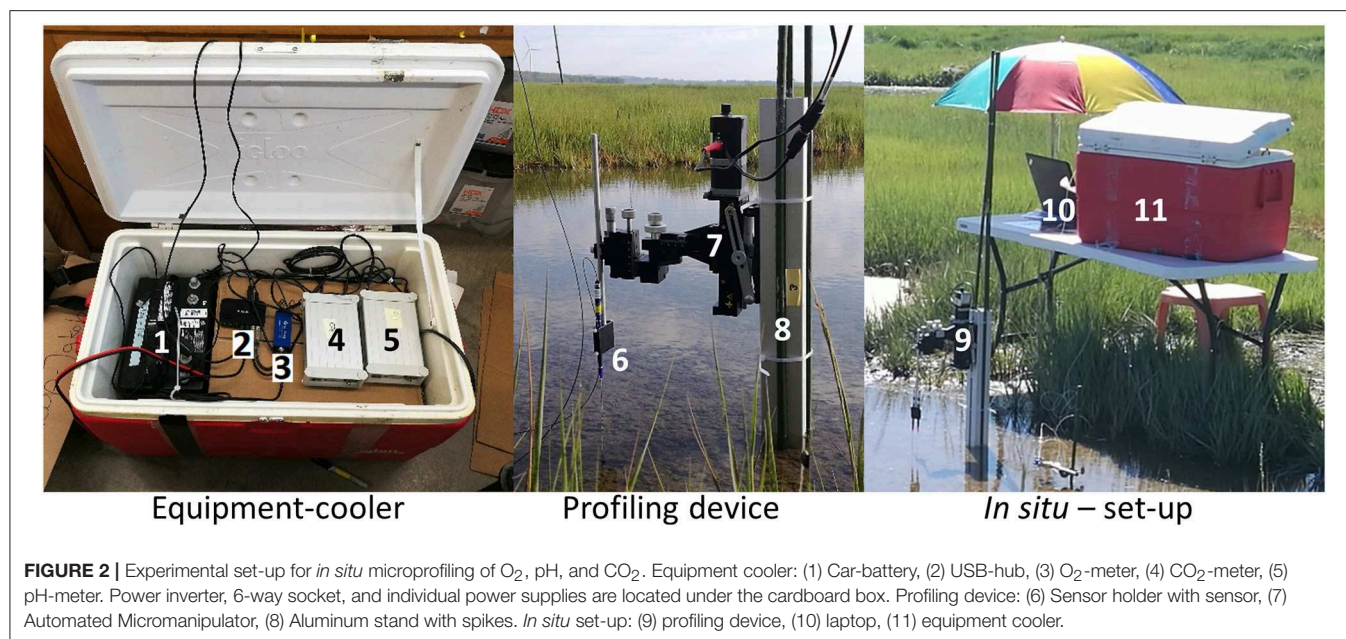 igloo
HDX
HDX
1
2
3
4
5
6
7
8
9
10
11
Equipment-cooler
Profiling device
In situ – set-up
FIGURE 2 | Experimental set-up for in situ microprofiling of O₂, pH, and CO₂. Equipment cooler: (1) Car-battery, (2) USB-hub, (3) O₂-meter, (4) CO₂-meter, (5)
pH-meter. Power inverter, 6-way socket, and individual power supplies are located under the cardboard box. Profiling device: (6) Sensor holder with sensor, (7)
Automated Micromanipulator, (8) Aluminum stand with spikes. In situ set-up: (9) profiling device, (10) laptop, (11) equipment cooler.